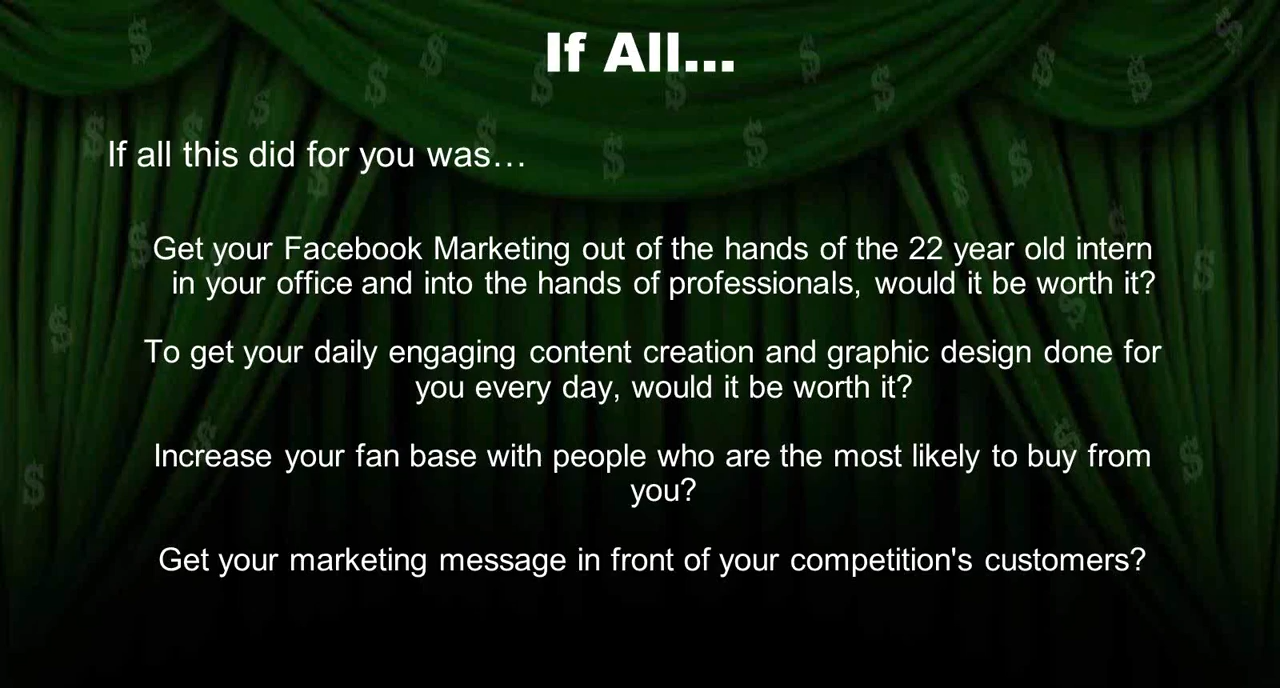 If All...
If all this did for you was…
Get your Facebook Marketing out of the hands of the 22 year old intern
in your office and into the hands of professionals, would it be worth it?
To get your daily engaging content creation and graphic design done for
you every day, would it be worth it?
Increase your fan base with people who are the most likely to buy from
you?
Get your marketing message in front of your competition's customers?